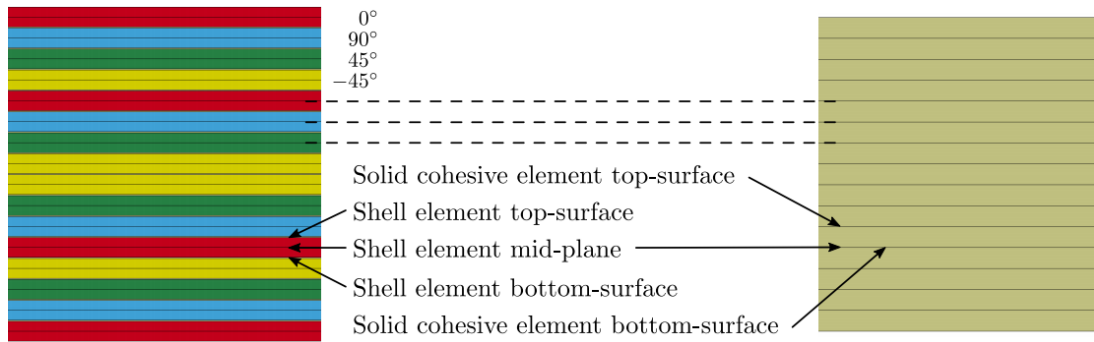 0°
90°
45°
−45°
Solid cohesive element top-surface
Shell element top-surface
Shell element mid-plane
Shell element bottom-surface
Solid cohesive element bottom-surface